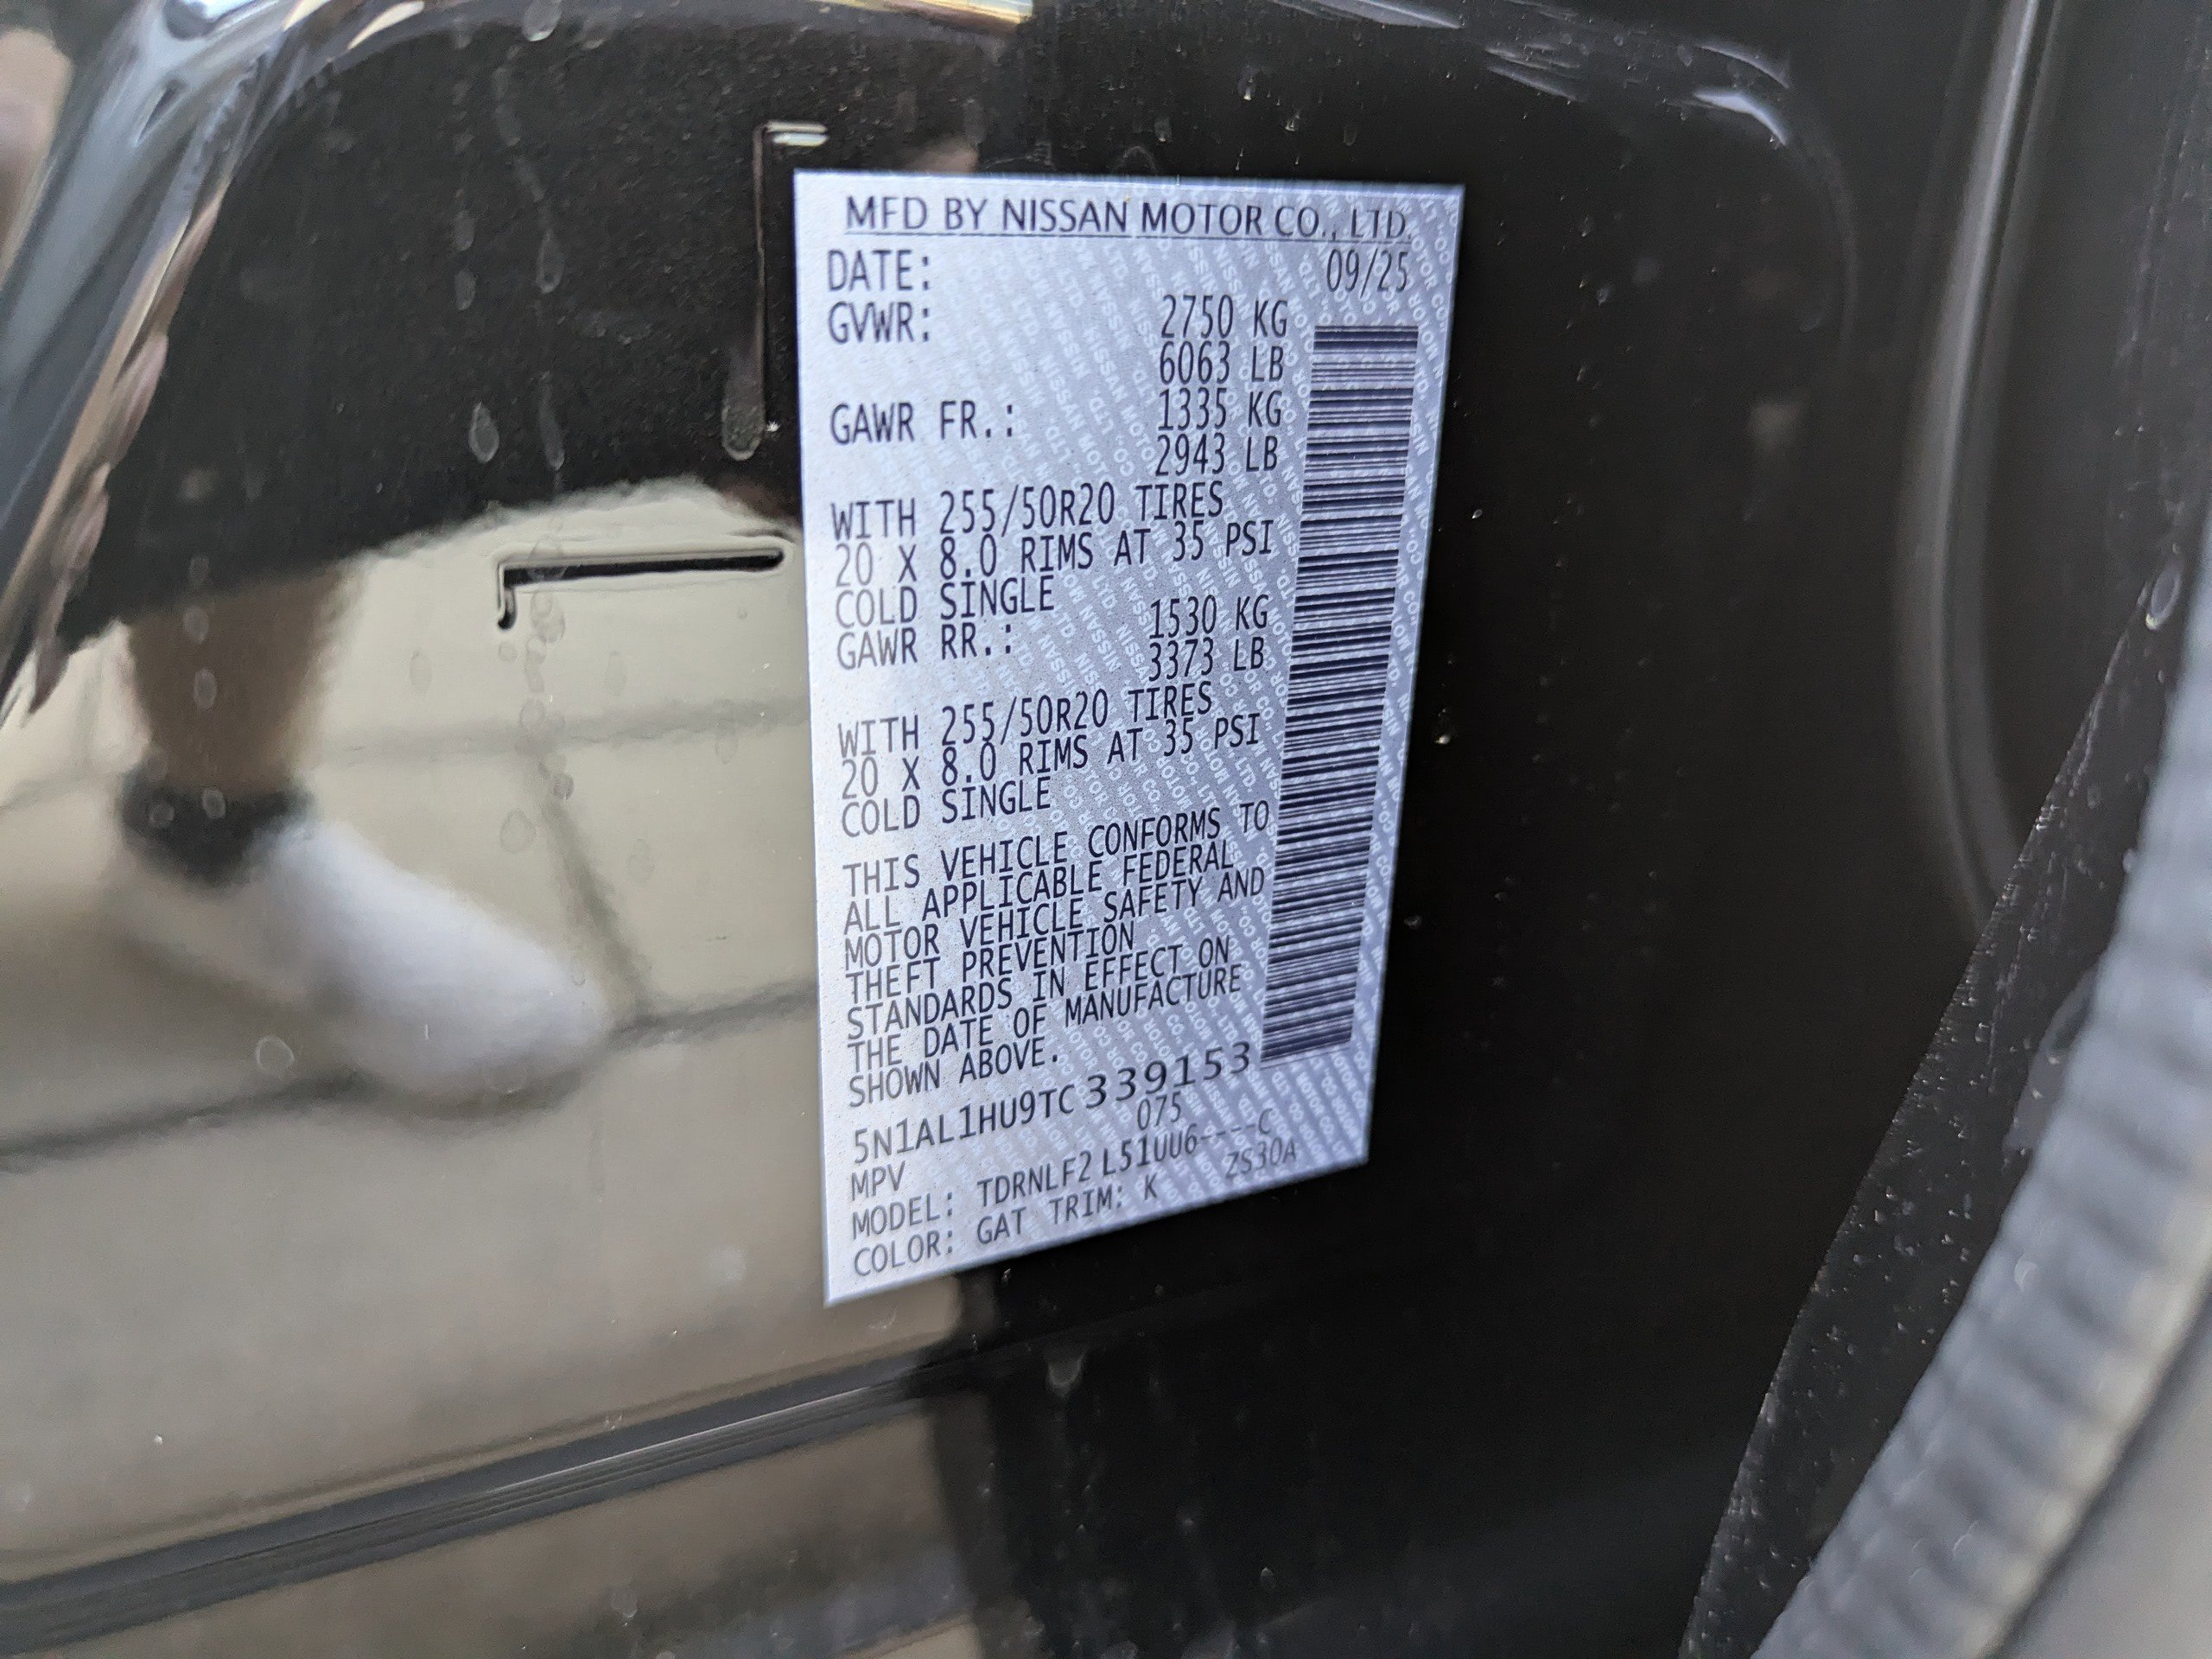 MFD BY NISSAN MOTOR CO., LTD.
DATE: 09/25
GVWR: 2750 KG
6063 LB
GAWR FR.: 1335 KG
2943 LB
WITH 255/50R20 TIRES
20 X 8.0 RIMS AT 35 PSI
COLD SINGLE
GAWR RR.: 1530 KG
3373 LB
WITH 255/50R20 TIRES
20 X 8.0 RIMS AT 35 PSI
COLD SINGLE
THIS VEHICLE CONFORMS TO
ALL APPLICABLE FEDERAL
MOTOR VEHICLE SAFETY AND
THEFT PREVENTION
STANDARDS IN EFFECT ON
THE DATE OF MANUFACTURE
SHOWN ABOVE.
5N1AL1HU9TC339153
MPV 075
MODEL: TDRNLF2 L51UU6----C
COLOR: GAT TRIM: K ZS30A